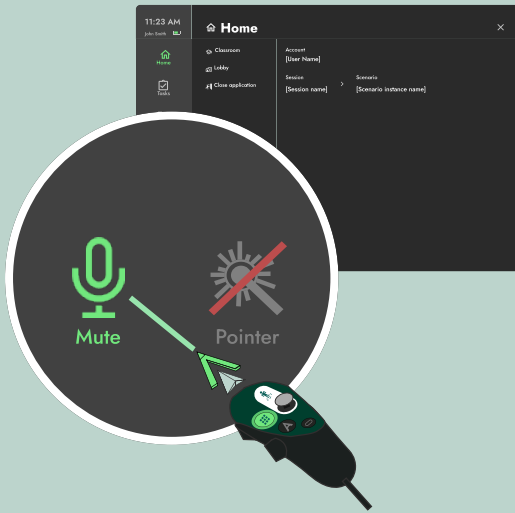 11:23 AM
John Smith
Home
Home
Tasks
Classroom
Lobby
Close application
Account
[User Name]
Session
[Session name]
Scenario
[Scenario instance name]
Mute
Pointer
A